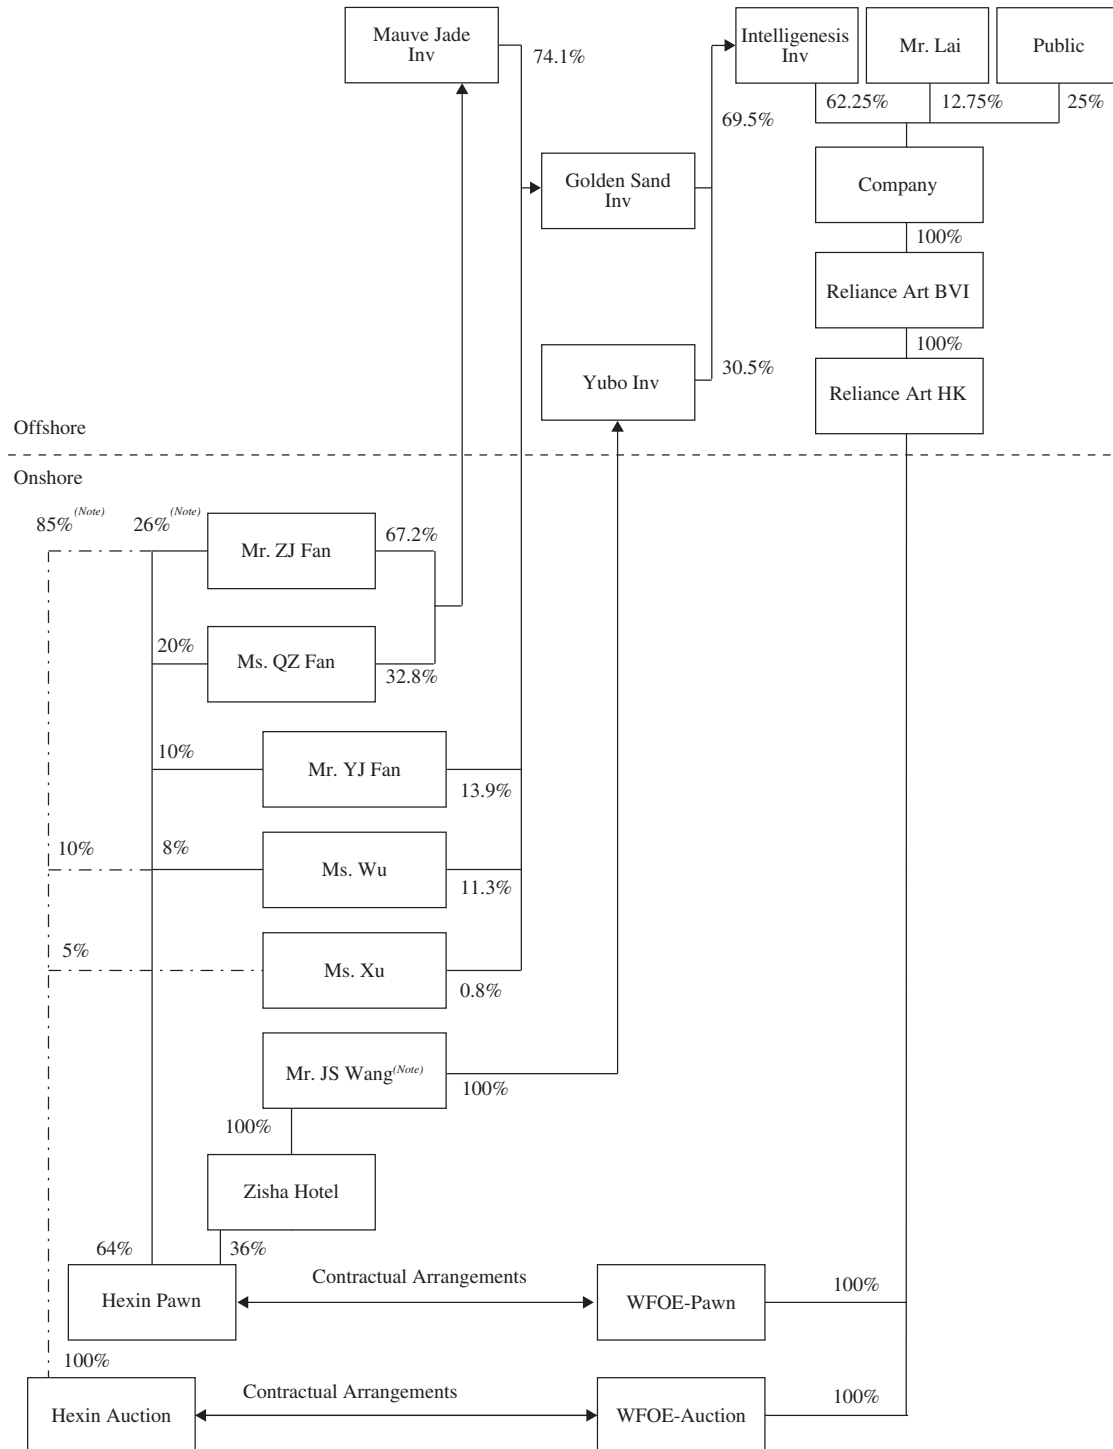 Mauve Jade
Inv
74.1%
Intelligenesis
Inv
Mr. Lai
Public
62.25%
12.75%
25%
69.5%
Golden Sand
Inv
Company
100%
Reliance Art BVI
100%
Yubo Inv
30.5%
Reliance Art HK
Offshore
Onshore
85% (Note)
26% (Note)
Mr. ZJ Fan
67.2%
20%
Ms. QZ Fan
32.8%
10%
Mr. YJ Fan
13.9%
10%
8%
Ms. Wu
11.3%
5%
Ms. Xu
0.8%
Mr. JS Wang(Note)
100%
100%
Zisha Hotel
64%
36%
Hexin Pawn
Contractual Arrangements
WFOE-Pawn
100%
100%
Hexin Auction
Contractual Arrangements
WFOE-Auction
100%